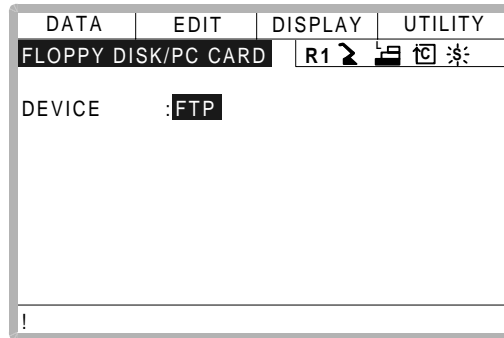 DATA EDIT DISPLAY UTILITY
FLOPPY DISK/PC CARD R1 L C S
DEVICE :FTP
!